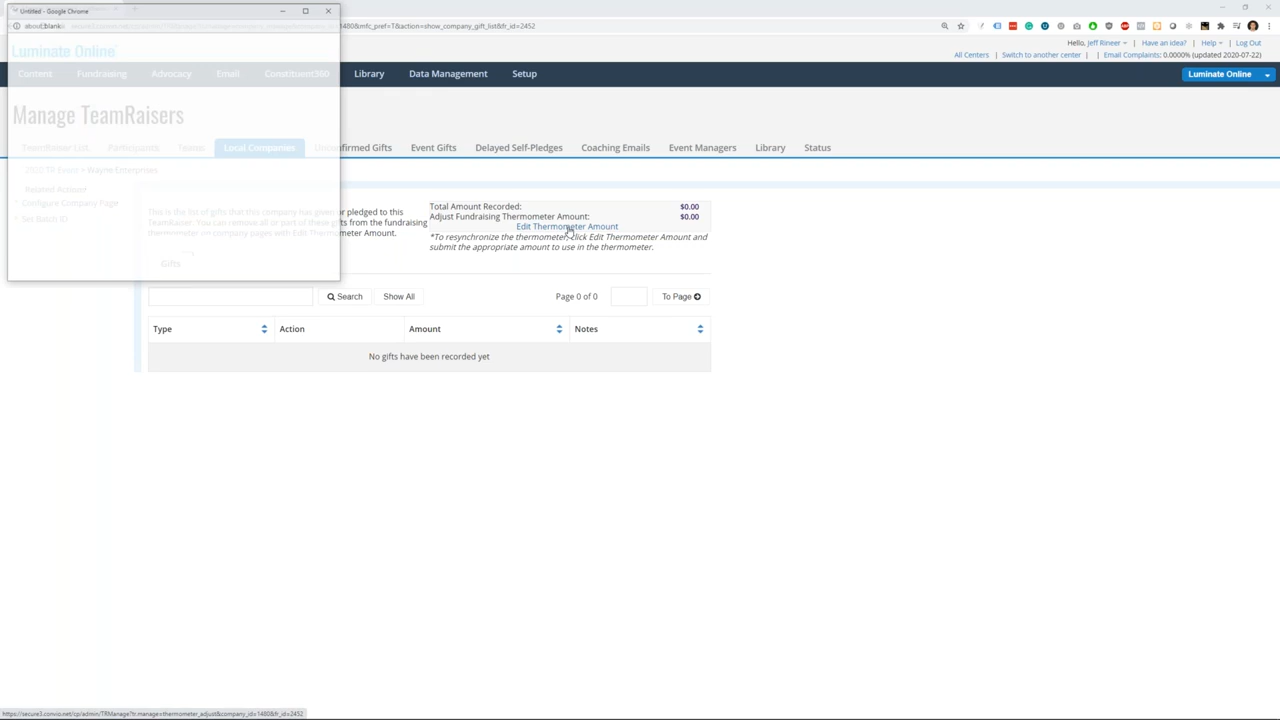 Untitled - Google Chrome
about:blank
1480&mfc_pref=T&action=show_company_gift_list&fr_id=2452
Hello, Jeff Rineer | Have an idea? | Help | Log Out
Luminate Online
All Centers | Switch to another center | | Email Complaints: 0.0000% (updated 2020-07-22)
Content Fundraising Advocacy Email Constituent360 Library Data Management Setup Luminate Online
Manage TeamRaisers
TeamRaiser List Participants Teams Local Companies Unconfirmed Gifts Event Gifts Delayed Self-Pledges Coaching Emails Event Managers Library Status
2020 TR Event > Wayne Enterprises
Related Actions
Configure Company Page
Set Batch ID
This is the list of gifts that this company has given or pledged to this
TeamRaiser. You can remove all or part of these gifts from the fundraising
thermometer on company pages with Edit Thermometer Amount.
Total Amount Recorded: $0.00
Adjust Fundraising Thermometer Amount: $0.00
Edit Thermometer Amount
*To resynchronize the thermometer, click Edit Thermometer Amount and
submit the appropriate amount to use in the thermometer.
Gifts
Search Show All Page 0 of 0 To Page
Type Action Amount Notes
No gifts have been recorded yet
https://secure3.convio.net/cp/admin/TRManage?tr.manage=thermometer_adjust&company_id=1480&fr_id=2452